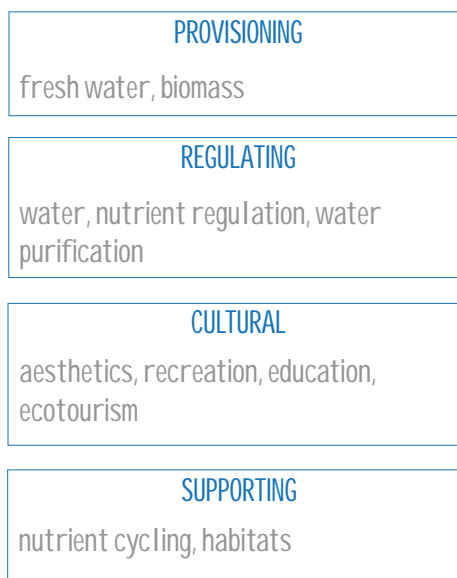 PROVISIONING
fresh water, biomass
REGULATING
water, nutrient regulation, water
purification
CULTURAL
aesthetics, recreation, education,
ecotourism
SUPPORTING
nutrient cycling, habitats